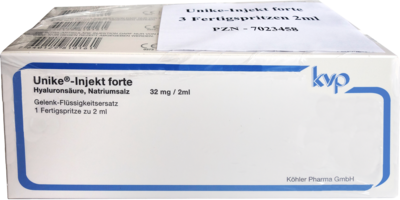 Unike-Injekt forte
3 Fertigspritzen 2ml
PZN - 7023458
kvp
Unike®-Injekt forte
Hyaluronsäure, Natriumsalz 32 mg / 2ml
Gelenk-Flüssigkeitsersatz
1 Fertigspritze zu 2 ml
Köhler Pharma GmbH